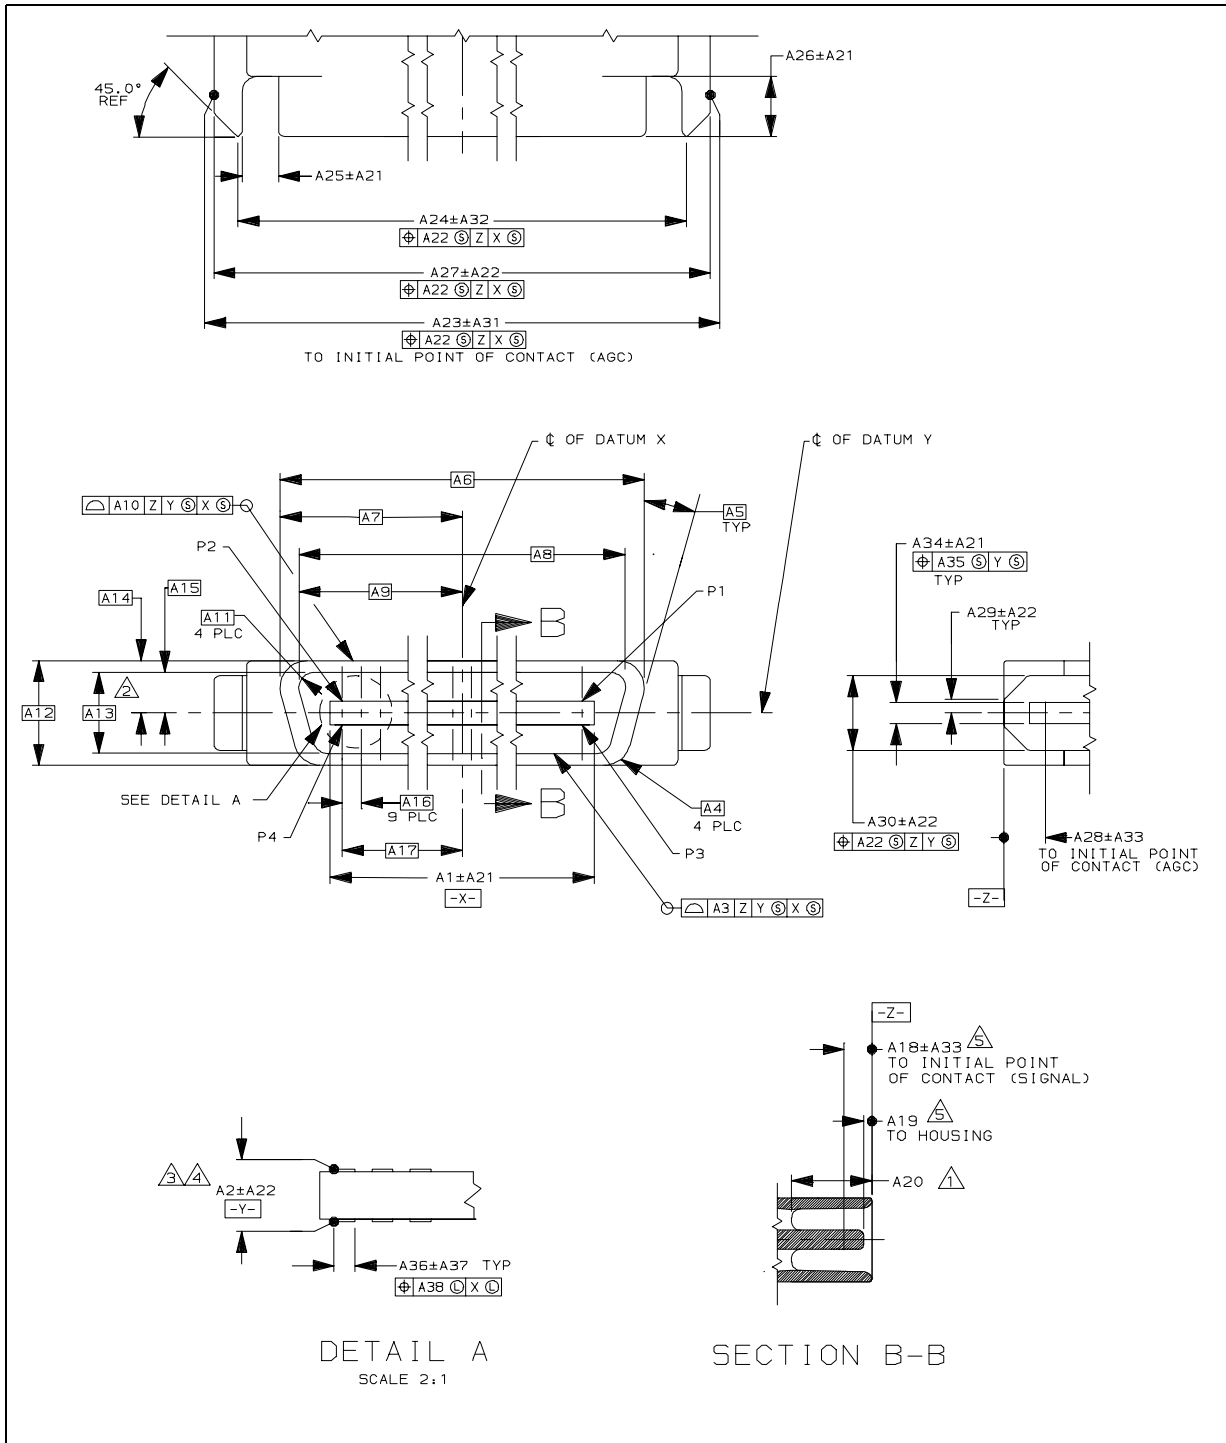 A26±A21
45.0°
REF
A25±A21
A24±A32
⌖ A22 Ⓢ Z X Ⓢ
A27±A22
⌖ A22 Ⓢ Z X Ⓢ
A23±A31
⌖ A22 Ⓢ Z X Ⓢ
TO INITIAL POINT OF CONTACT (AGC)
℄ OF DATUM X
℄ OF DATUM Y
A6
⌓ A10 Z Y Ⓢ X Ⓢ
A7
A5
TYP
P2
A8
A34±A21
⌖ A35 Ⓢ Y Ⓢ
TYP
A15
A14
A9
P1
A11
4 PLC
B
A29±A22
TYP
2
A12
A13
SEE DETAIL A
A16
9 PLC
B
A4
4 PLC
P4
A17
P3
A30±A22
⌖ A22 Ⓢ Z Y Ⓢ
A28±A33
TO INITIAL POINT
OF CONTACT (AGC)
A1±A21
-X-
⌓ A3 Z Y Ⓢ X Ⓢ
-Z-
-Z-
A18±A33 5
TO INITIAL POINT
OF CONTACT (SIGNAL)
A19 5
TO HOUSING
A20 1
3 4
A2±A22
-Y-
A36±A37 TYP
⌖ A38 Ⓛ X Ⓛ
DETAIL A
SCALE 2:1
SECTION B-B